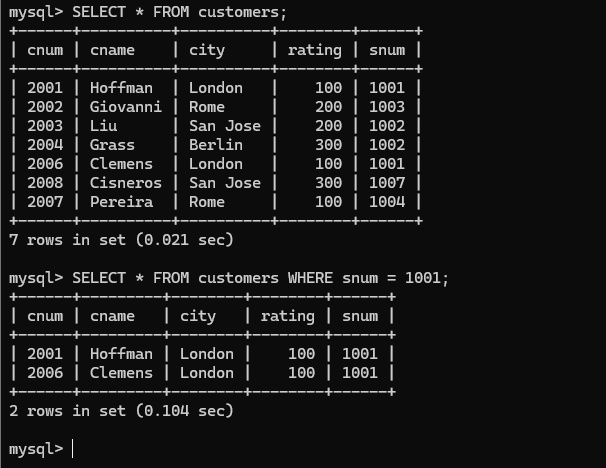 mysql> SELECT * FROM customers;
+------+----------+----------+--------+------+
| cnum | cname    | city     | rating | snum |
+------+----------+----------+--------+------+
| 2001 | Hoffman  | London   |    100 | 1001 |
| 2002 | Giovanni | Rome     |    200 | 1003 |
| 2003 | Liu      | San Jose |    200 | 1002 |
| 2004 | Grass    | Berlin   |    300 | 1002 |
| 2006 | Clemens  | London   |    100 | 1001 |
| 2008 | Cisneros | San Jose |    300 | 1007 |
| 2007 | Pereira  | Rome     |    100 | 1004 |
+------+----------+----------+--------+------+
7 rows in set (0.021 sec)

mysql> SELECT * FROM customers WHERE snum = 1001;
+------+---------+--------+--------+------+
| cnum | cname   | city   | rating | snum |
+------+---------+--------+--------+------+
| 2001 | Hoffman | London |    100 | 1001 |
| 2006 | Clemens | London |    100 | 1001 |
+------+---------+--------+--------+------+
2 rows in set (0.104 sec)

mysql>